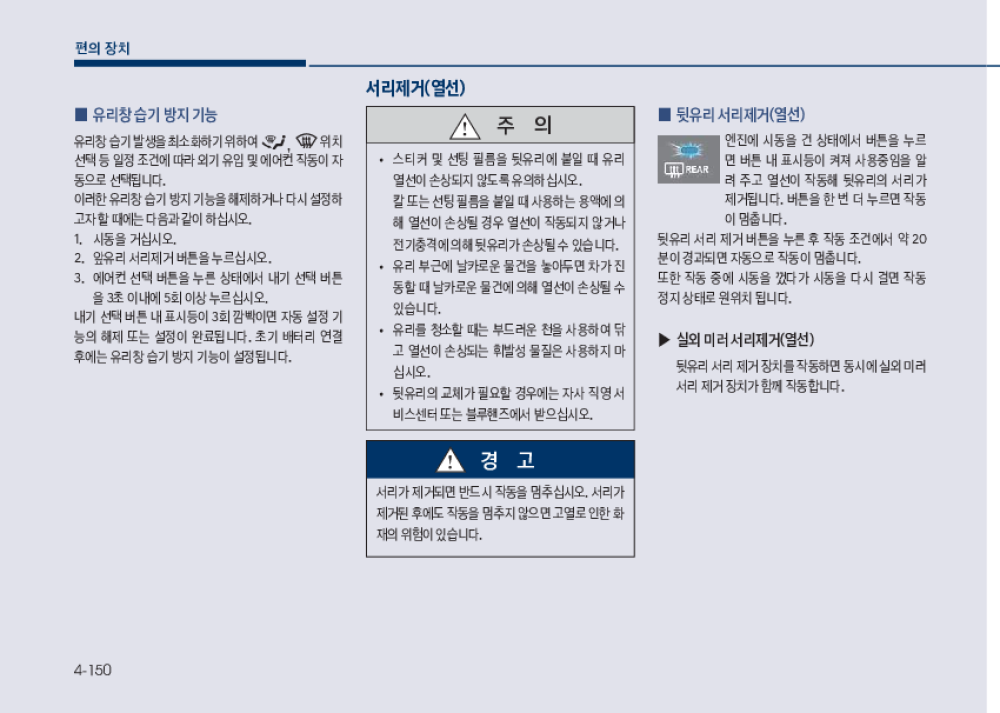 편의 장치
■ 유리창 습기 방지 기능
유리창 습기 발생을 최소화하기 위하여 , 위치
선택 등 일정 조건에 따라 외기 유입 및 에어컨 작동이 자
동으로 선택됩니다.
이러한 유리창 습기 방지 기능을 해제하거나 다시 설정하
고자 할 때에는 다음과 같이 하십시오.
1. 시동을 거십시오.
2. 앞유리 서리제거 버튼을 누르십시오.
3. 에어컨 선택 버튼을 누른 상태에서 내기 선택 버튼
을 3초 이내에 5회 이상 누르십시오.
내기 선택 버튼 내 표시등이 3회 깜박이면 자동 설정 기
능의 해제 또는 설정이 완료됩니다. 초기 배터리 연결
후에는 유리창 습기 방지 기능이 설정됩니다.
서리제거(열선)
주 의
• 스티커 및 선팅 필름을 뒷유리에 붙일 때 유리
열선이 손상되지 않도록 유의하십시오.
칼 또는 선팅 필름을 붙일 때 사용하는 용액에 의
해 열선이 손상될 경우 열선이 작동되지 않거나
전기충격에 의해 뒷유리가 손상될 수 있습니다.
• 유리 부근에 날카로운 물건을 놓아두면 차가 진
동할 때 날카로운 물건에 의해 열선이 손상될 수
있습니다.
• 유리를 청소할 때는 부드러운 천을 사용하여 닦
고 열선이 손상되는 휘발성 물질은 사용하지 마
십시오.
• 뒷유리의 교체가 필요할 경우에는 자사 직영 서
비스센터 또는 블루핸즈에서 받으십시오.
경 고
서리가 제거되면 반드시 작동을 멈추십시오. 서리가
제거된 후에도 작동을 멈추지 않으면 고열로 인한 화
재의 위험이 있습니다.
■ 뒷유리 서리제거(열선)
REAR
엔진에 시동을 건 상태에서 버튼을 누르
면 버튼 내 표시등이 켜져 사용중임을 알
려 주고 열선이 작동해 뒷유리의 서리가
제거됩니다. 버튼을 한 번 더 누르면 작동
이 멈춥니다.
뒷유리 서리 제거 버튼을 누른 후 작동 조건에서 약 20
분이 경과되면 자동으로 작동이 멈춥니다.
또한 작동 중에 시동을 껐다가 시동을 다시 걸면 작동
정지 상태로 원위치 됩니다.
▶ 실외 미러 서리제거(열선)
뒷유리 서리 제거 장치를 작동하면 동시에 실외 미러
서리 제거 장치가 함께 작동합니다.
4-150